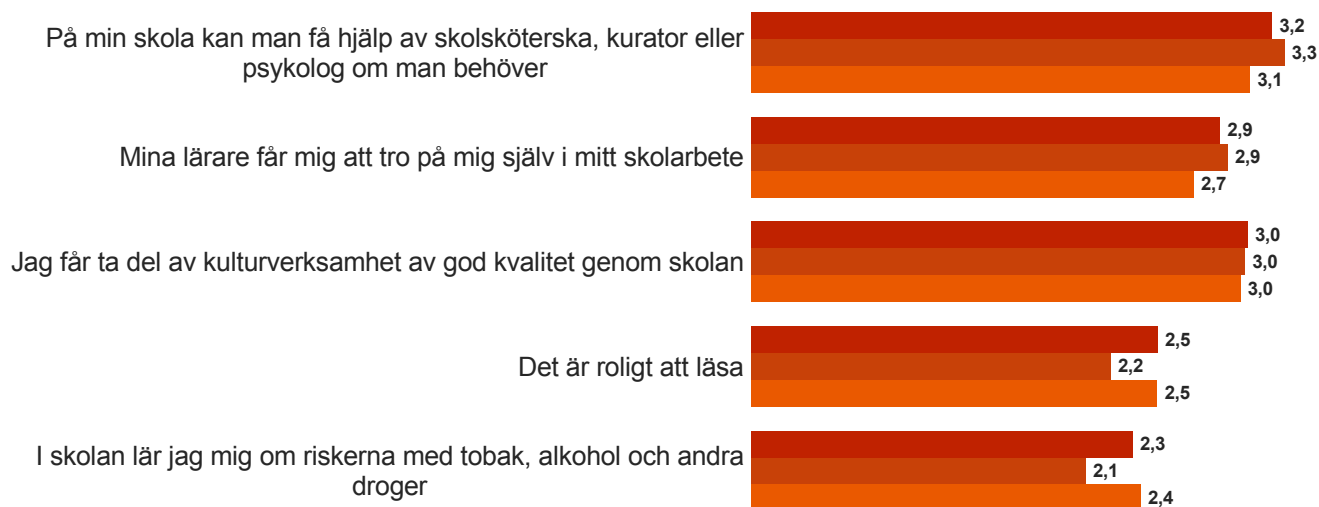 På min skola kan man få hjälp av skolsköterska, kurator eller
psykolog om man behöver
3,2
3,3
3,1
Mina lärare får mig att tro på mig själv i mitt skolarbete
2,9
2,9
2,7
Jag får ta del av kulturverksamhet av god kvalitet genom skolan
3,0
3,0
3,0
Det är roligt att läsa
2,5
2,2
2,5
I skolan lär jag mig om riskerna med tobak, alkohol och andra
droger
2,3
2,1
2,4